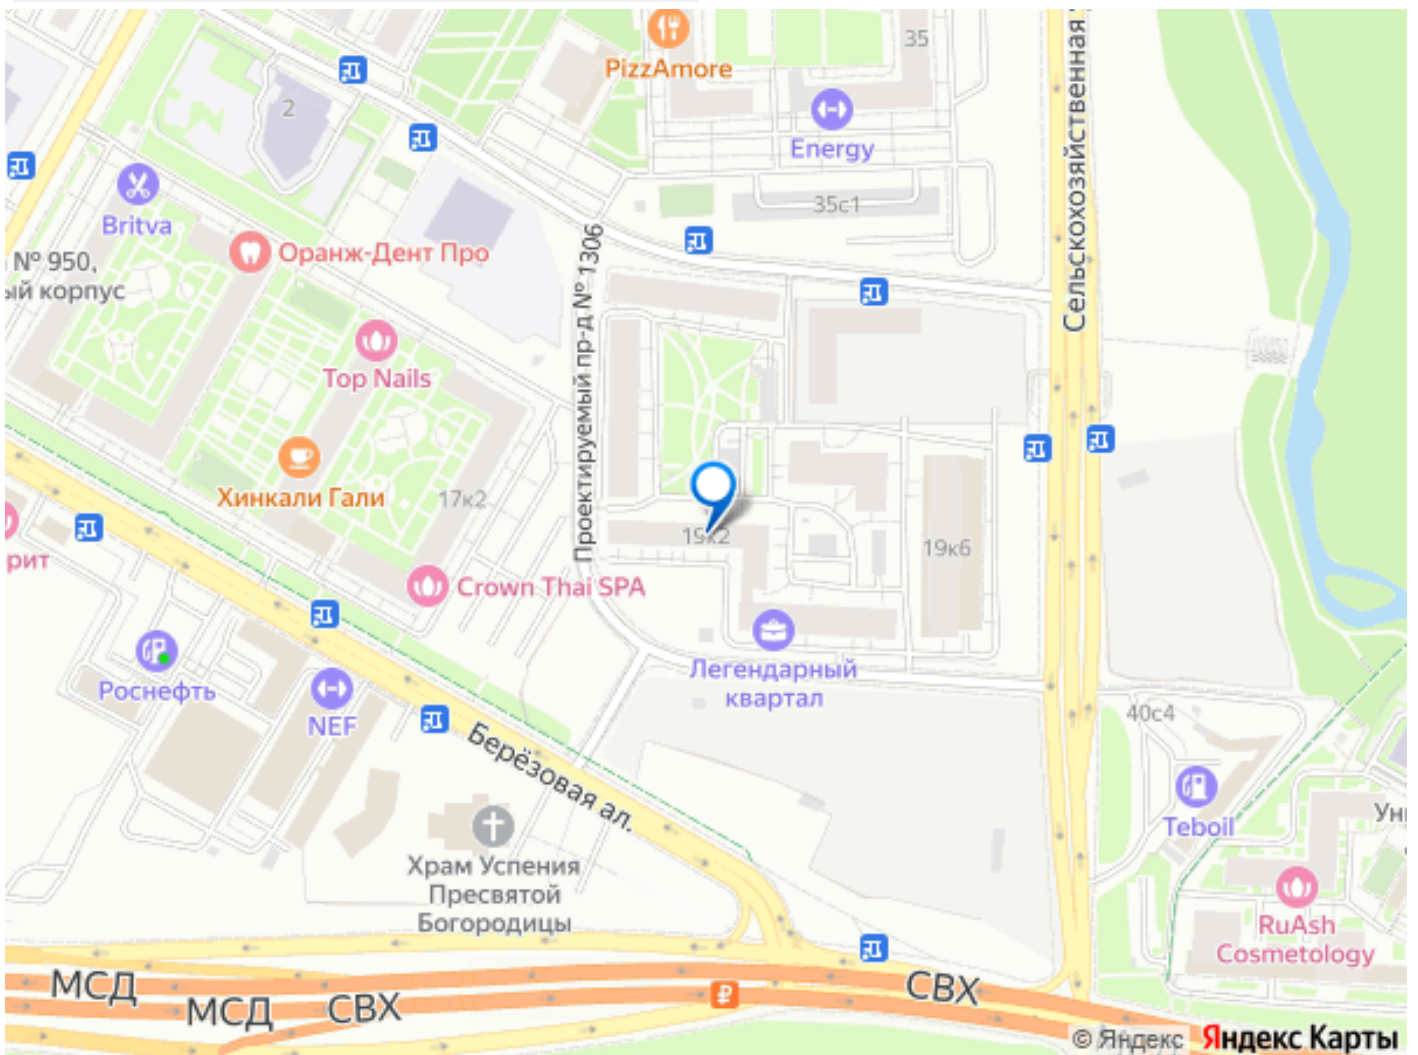 35
PizzAmore
2
Energy
Сельскохозяйственная
Britva
35с1
Оранж-Дент Про
№ 950,
ый корпус
Проектируемый пр-д № 1306
Top Nails
Хинкали Гали
17к2
19к2
19к6
рит
Crown Thai SPA
Роснефть
NEF
Легендарный
квартал
40с4
Берёзовая ал.
Teboil
Храм Успения
Пресвятой
Богородицы
RuAsh
Cosmetology
МСД
МСД
СВХ
СВХ
© Яндекс Яндекс Карты